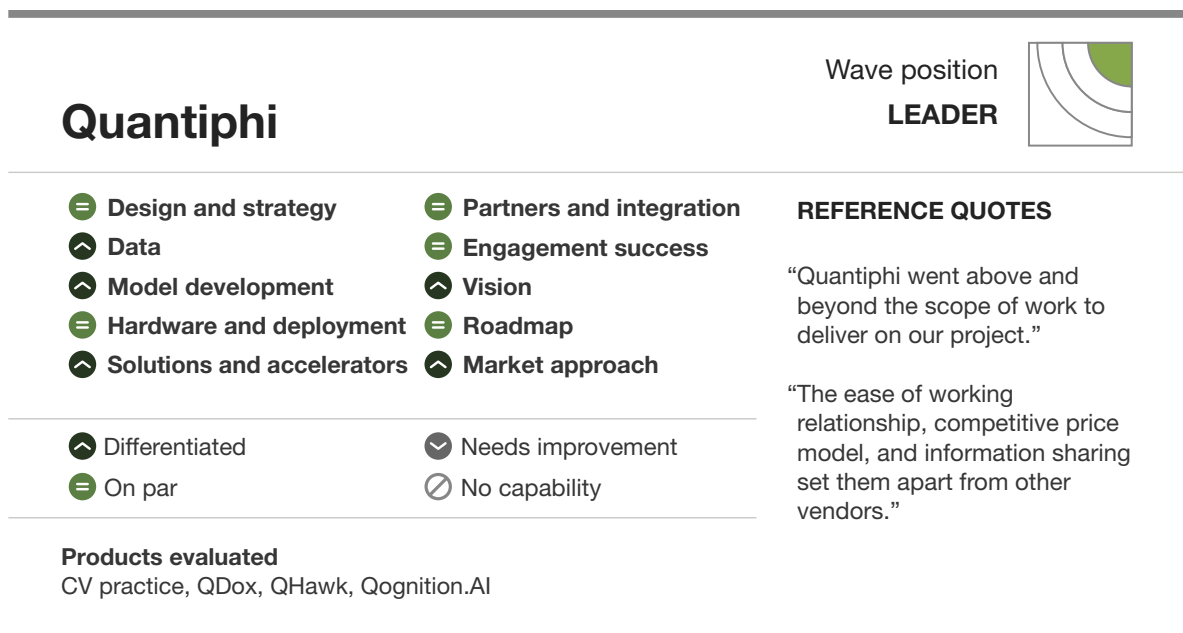 Quantiphi
Wave position
LEADER
Design and strategy
Data
Model development
Hardware and deployment
Solutions and accelerators
Partners and integration
Engagement success
Vision
Roadmap
Market approach
Differentiated
On par
Needs improvement
No capability
Products evaluated
CV practice, QDox, QHawk, Qognition.AI
REFERENCE QUOTES
“Quantiphi went above and
beyond the scope of work to
deliver on our project.”
“The ease of working
relationship, competitive price
model, and information sharing
set them apart from other
vendors.”